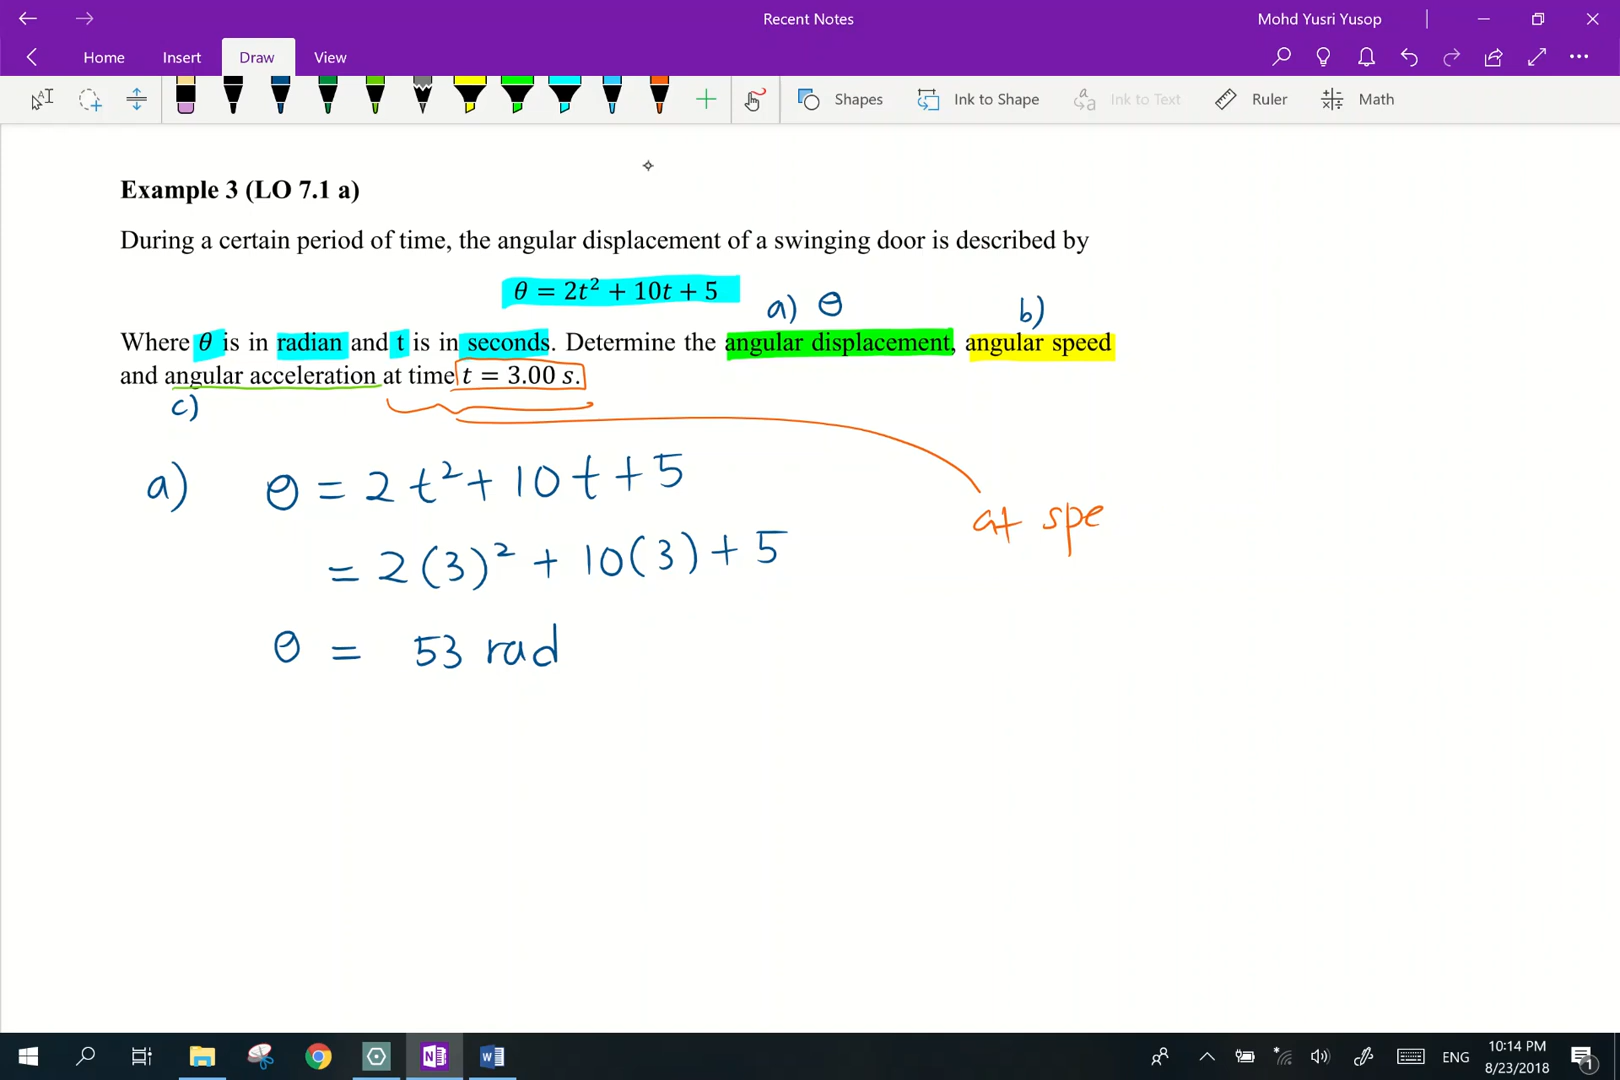 Recent Notes
Mohd Yusri Yusop
Home Insert Draw View
Shapes Ink to Shape Ink to Text Ruler Math
Example 3 (LO 7.1 a)
During a certain period of time, the angular displacement of a swinging door is described by
θ = 2t² + 10t + 5
a) θ
b)
Where θ is in radian and t is in seconds. Determine the angular displacement, angular speed
and angular acceleration at time t = 3.00 s.
c)
a) θ = 2t² + 10t + 5
at spe
= 2(3)² + 10(3) + 5
θ = 53 rad
ENG
10:14 PM
8/23/2018
1